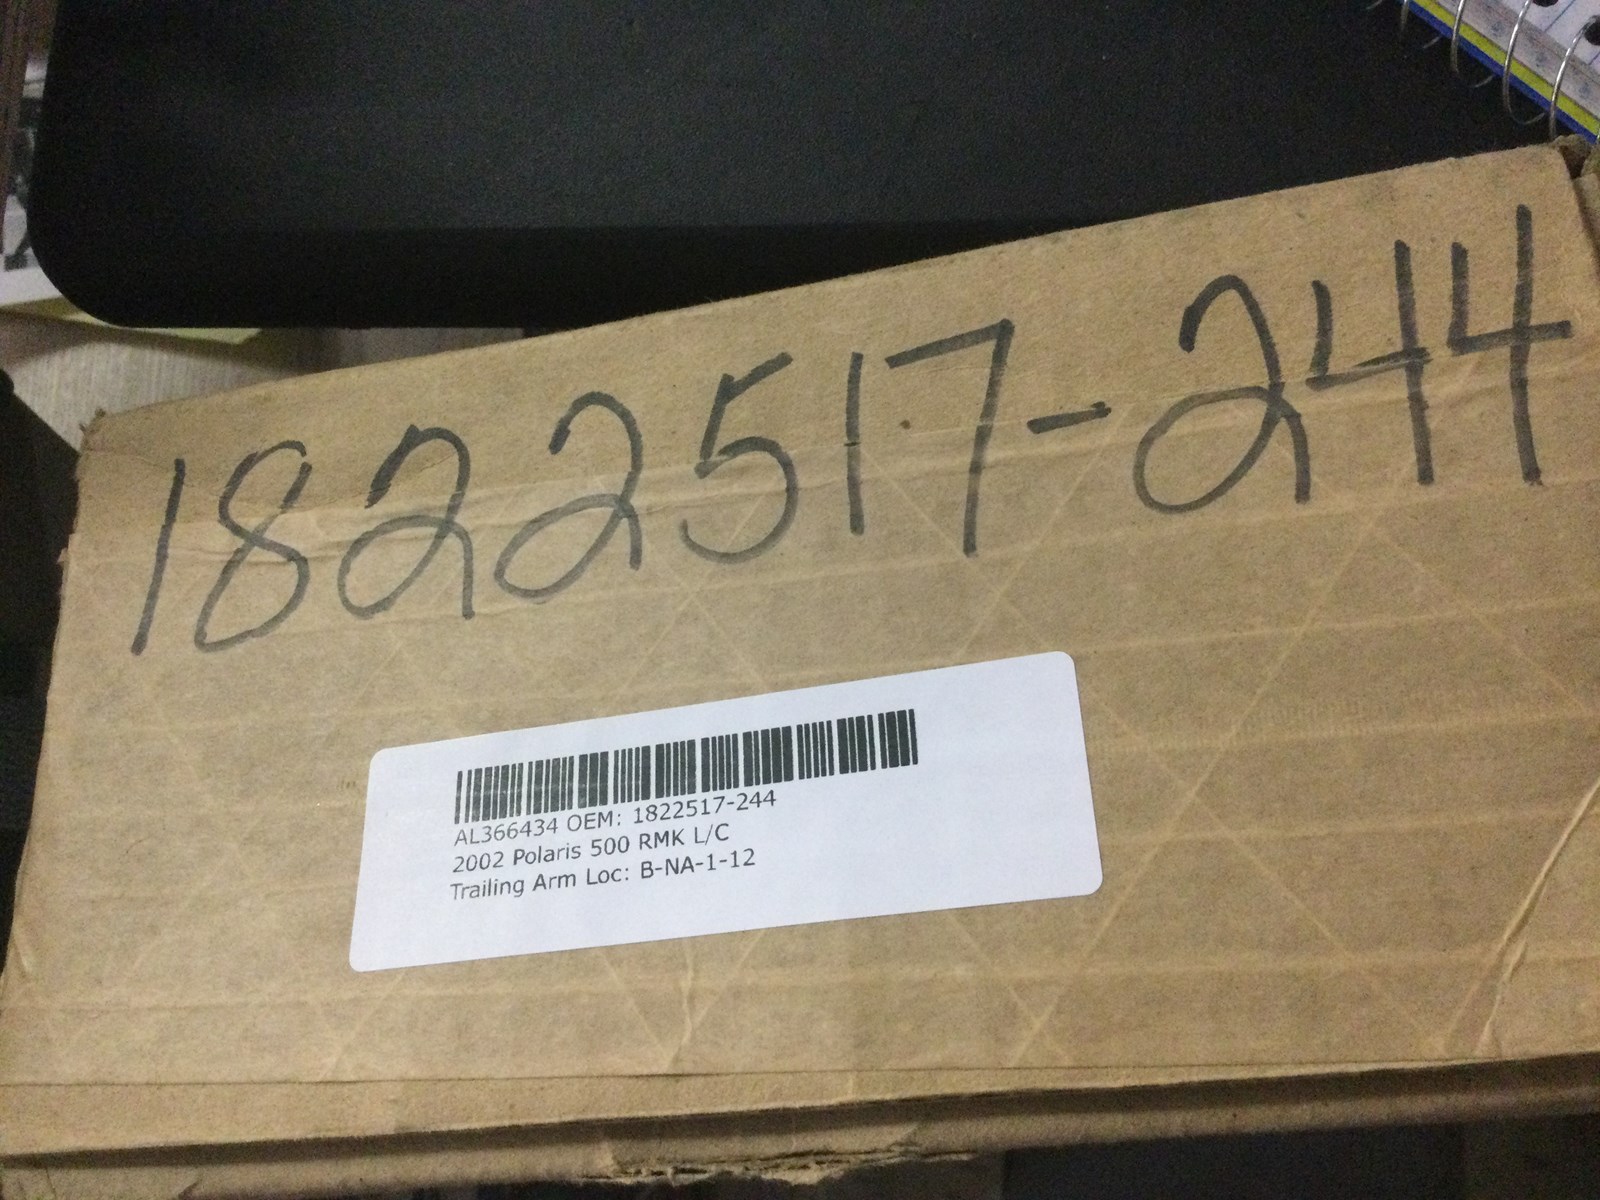 1822517-244
AL366434 OEM: 1822517-244
2002 Polaris 500 RMK L/C
Trailing Arm Loc: B-NA-1-12